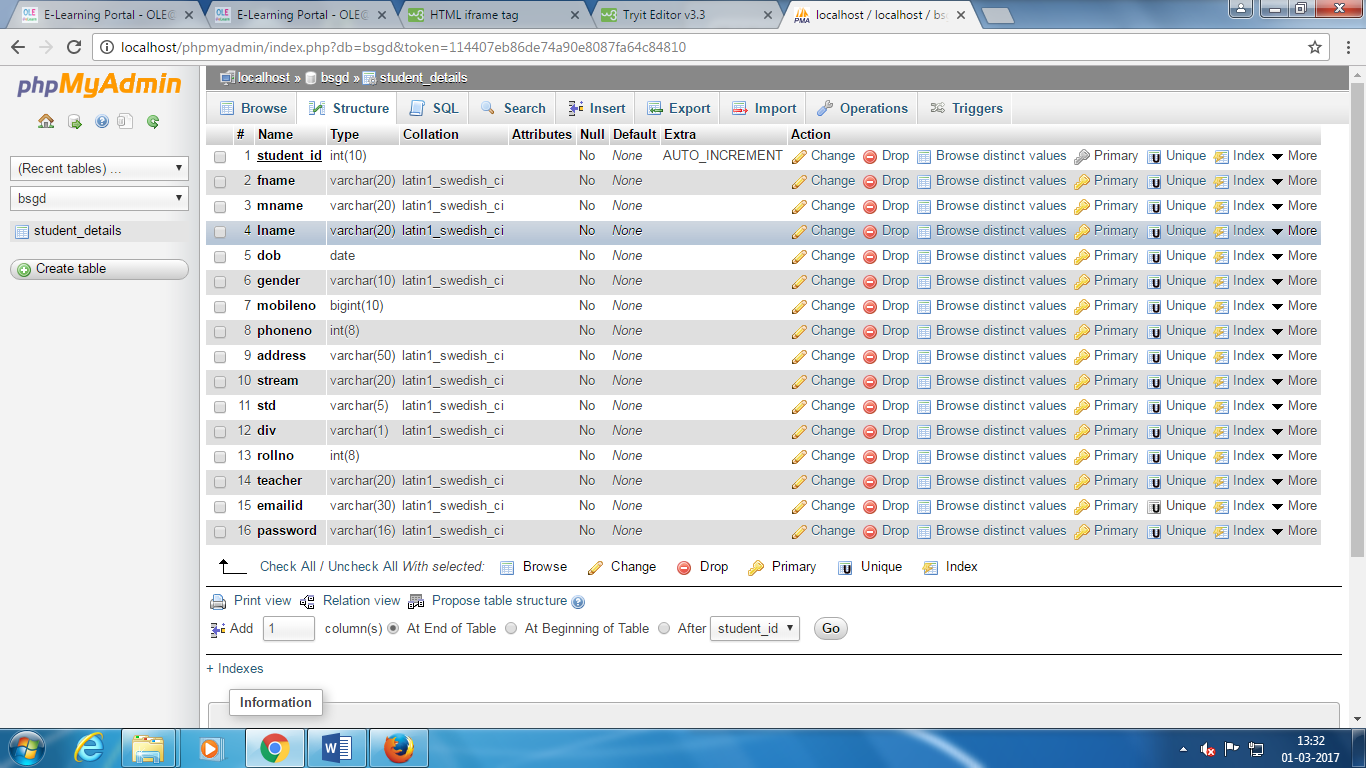 E-Learning Portal - OLE@ E-Learning Portal - OLE@ HTML iframe tag Tryit Editor v3.3 localhost / localhost / bs
localhost/phpmyadmin/index.php?db=bsgd&token=114407eb86de74a90e8087fa64c84810
phpMyAdmin
(Recent tables) ...
bsgd
student_details
Create table
localhost » bsgd » student_details
Browse Structure SQL Search Insert Export Import Operations Triggers
# Name Type Collation Attributes Null Default Extra Action
1 student_id int(10) No None AUTO_INCREMENT Change Drop Browse distinct values Primary Unique Index More
2 fname varchar(20) latin1_swedish_ci No None Change Drop Browse distinct values Primary Unique Index More
3 mname varchar(20) latin1_swedish_ci No None Change Drop Browse distinct values Primary Unique Index More
4 lname varchar(20) latin1_swedish_ci No None Change Drop Browse distinct values Primary Unique Index More
5 dob date No None Change Drop Browse distinct values Primary Unique Index More
6 gender varchar(10) latin1_swedish_ci No None Change Drop Browse distinct values Primary Unique Index More
7 mobileno bigint(10) No None Change Drop Browse distinct values Primary Unique Index More
8 phoneno int(8) No None Change Drop Browse distinct values Primary Unique Index More
9 address varchar(50) latin1_swedish_ci No None Change Drop Browse distinct values Primary Unique Index More
10 stream varchar(20) latin1_swedish_ci No None Change Drop Browse distinct values Primary Unique Index More
11 std varchar(5) latin1_swedish_ci No None Change Drop Browse distinct values Primary Unique Index More
12 div varchar(1) latin1_swedish_ci No None Change Drop Browse distinct values Primary Unique Index More
13 rollno int(8) No None Change Drop Browse distinct values Primary Unique Index More
14 teacher varchar(20) latin1_swedish_ci No None Change Drop Browse distinct values Primary Unique Index More
15 emailid varchar(30) latin1_swedish_ci No None Change Drop Browse distinct values Primary Unique Index More
16 password varchar(16) latin1_swedish_ci No None Change Drop Browse distinct values Primary Unique Index More
Check All / Uncheck All With selected: Browse Change Drop Primary Unique Index
Print view Relation view Propose table structure
Add 1 column(s) At End of Table At Beginning of Table After student_id Go
+ Indexes
Information
13:32
01-03-2017